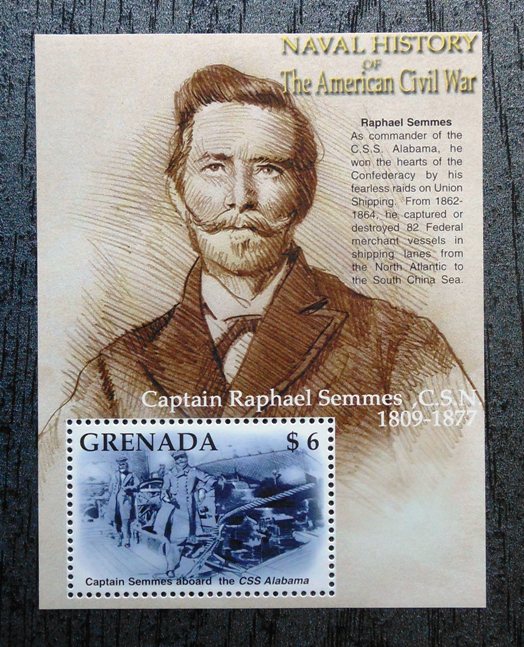 NAVAL HISTORY
OF
The American Civil War
Raphael Semmes
As commander of the
C.S.S. Alabama, he
won the hearts of the
Confederacy by his
fearless raids on Union
Shipping. From 1862-
1864, he captured or
destroyed 82 Federal
merchant vessels in
shipping lanes from
the North Atlantic to
the South China Sea.
Captain Raphael Semmes ,C.S.N
1809-1877
GRENADA $6
Captain Semmes aboard the CSS Alabama